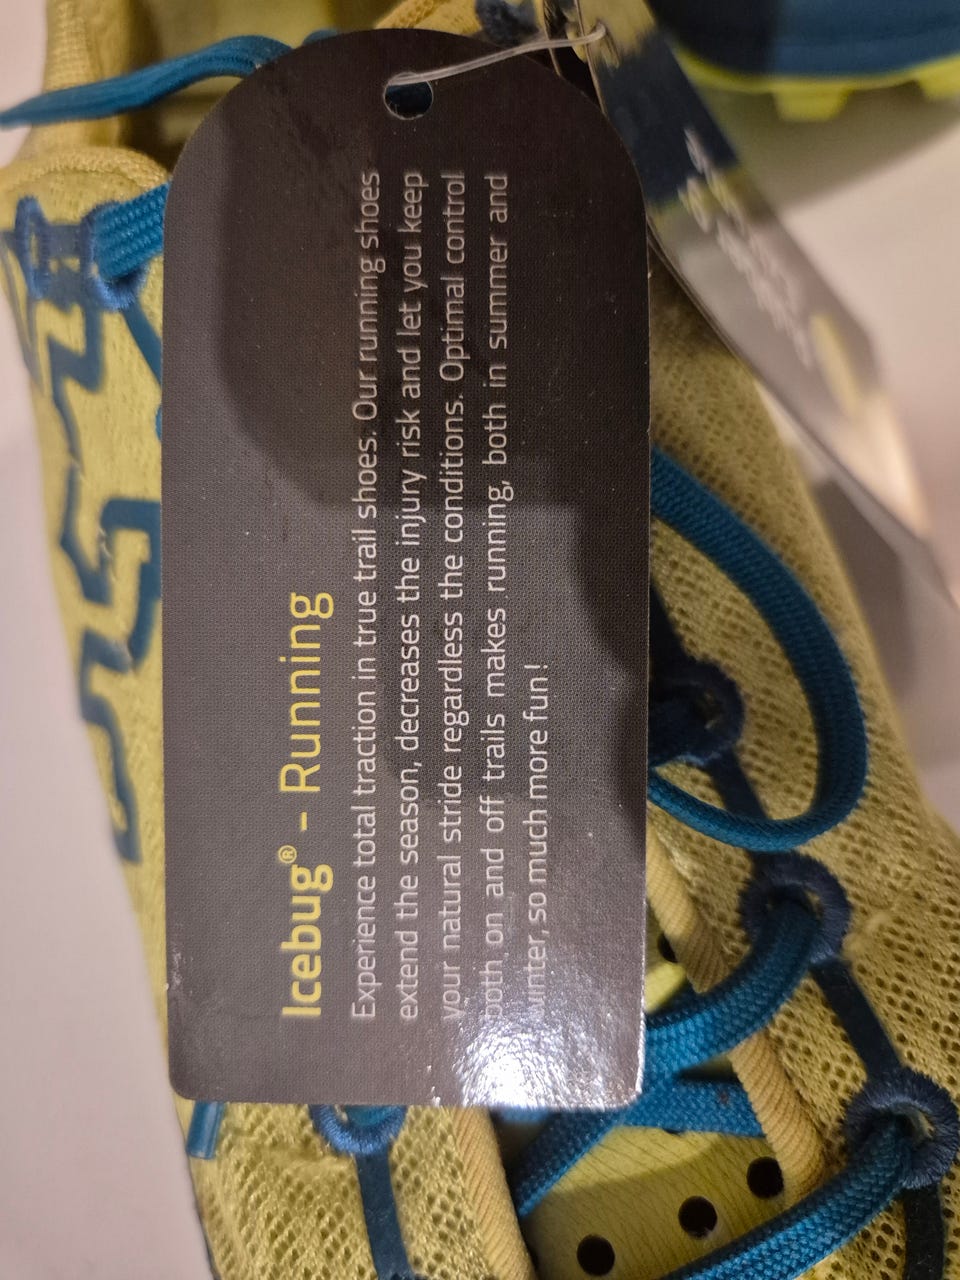 Icebug® - Running
Experience total traction in true trail shoes. Our running shoes
extend the season, decreases the injury risk and let you keep
your natural stride regardless the conditions. Optimal control
both on and off trails makes running, both in summer and
winter, so much more fun!